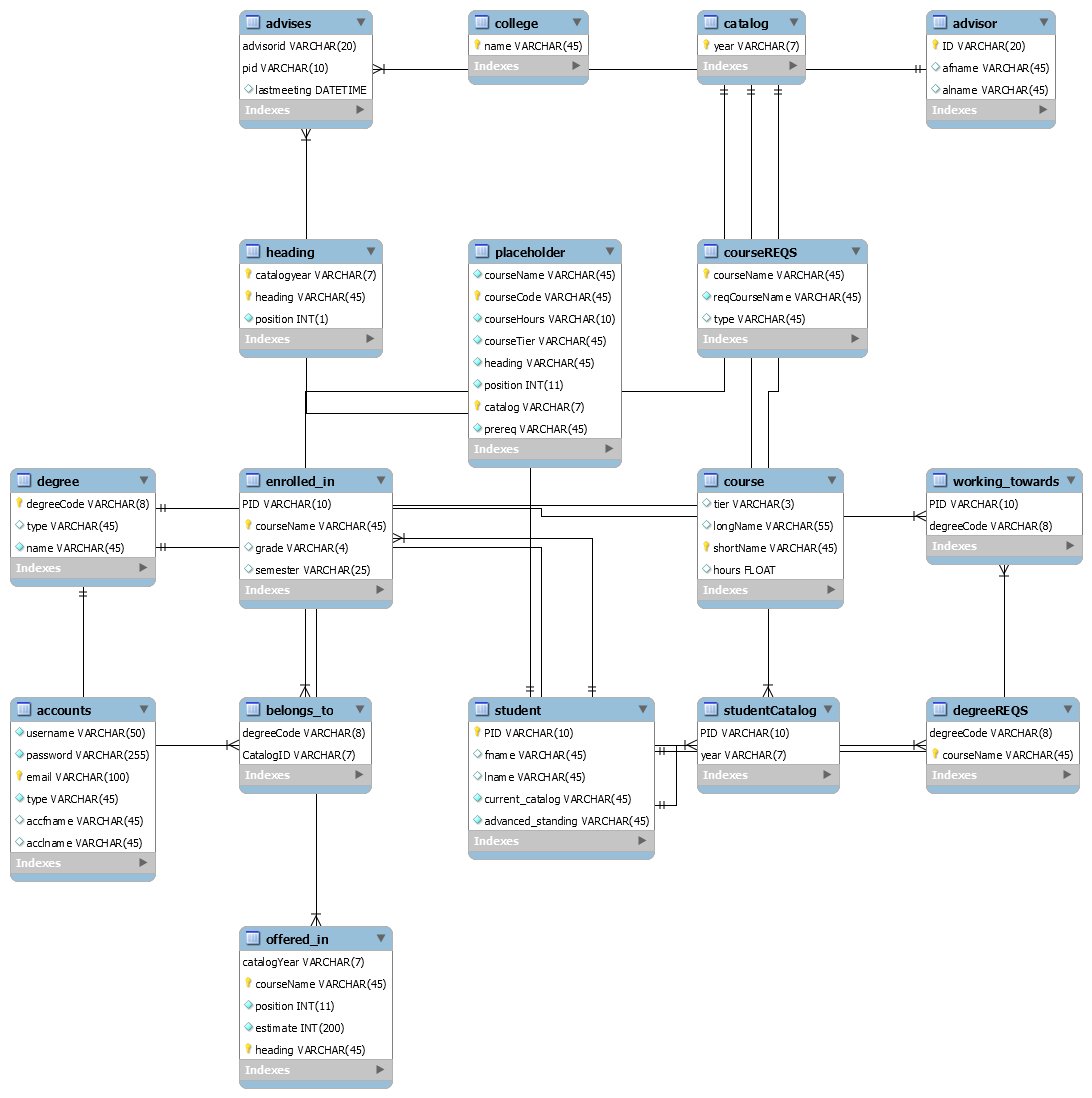 advises
advisorid VARCHAR(20)
pid VARCHAR(10)
lastmeeting DATETIME
Indexes
college
name VARCHAR(45)
Indexes
catalog
year VARCHAR(7)
Indexes
advisor
ID VARCHAR(20)
afname VARCHAR(45)
alname VARCHAR(45)
Indexes
heading
catalogyear VARCHAR(7)
heading VARCHAR(45)
position INT(1)
Indexes
placeholder
courseName VARCHAR(45)
courseCode VARCHAR(45)
courseHours VARCHAR(10)
courseTier VARCHAR(45)
heading VARCHAR(45)
position INT(11)
catalog VARCHAR(7)
prereq VARCHAR(45)
Indexes
courseREQS
courseName VARCHAR(45)
reqCourseName VARCHAR(45)
type VARCHAR(45)
Indexes
degree
degreeCode VARCHAR(8)
type VARCHAR(45)
name VARCHAR(45)
Indexes
enrolled_in
PID VARCHAR(10)
courseName VARCHAR(45)
grade VARCHAR(4)
semester VARCHAR(25)
Indexes
course
tier VARCHAR(3)
longName VARCHAR(55)
shortName VARCHAR(45)
hours FLOAT
Indexes
working_towards
PID VARCHAR(10)
degreeCode VARCHAR(8)
Indexes
accounts
username VARCHAR(50)
password VARCHAR(255)
email VARCHAR(100)
type VARCHAR(45)
accfname VARCHAR(45)
acclname VARCHAR(45)
Indexes
belongs_to
degreeCode VARCHAR(8)
CatalogID VARCHAR(7)
Indexes
student
PID VARCHAR(10)
fname VARCHAR(45)
lname VARCHAR(45)
current_catalog VARCHAR(45)
advanced_standing VARCHAR(45)
Indexes
studentCatalog
PID VARCHAR(10)
year VARCHAR(7)
Indexes
degreeREQS
degreeCode VARCHAR(8)
courseName VARCHAR(45)
Indexes
offered_in
catalogYear VARCHAR(7)
courseName VARCHAR(45)
position INT(11)
estimate INT(200)
heading VARCHAR(45)
Indexes